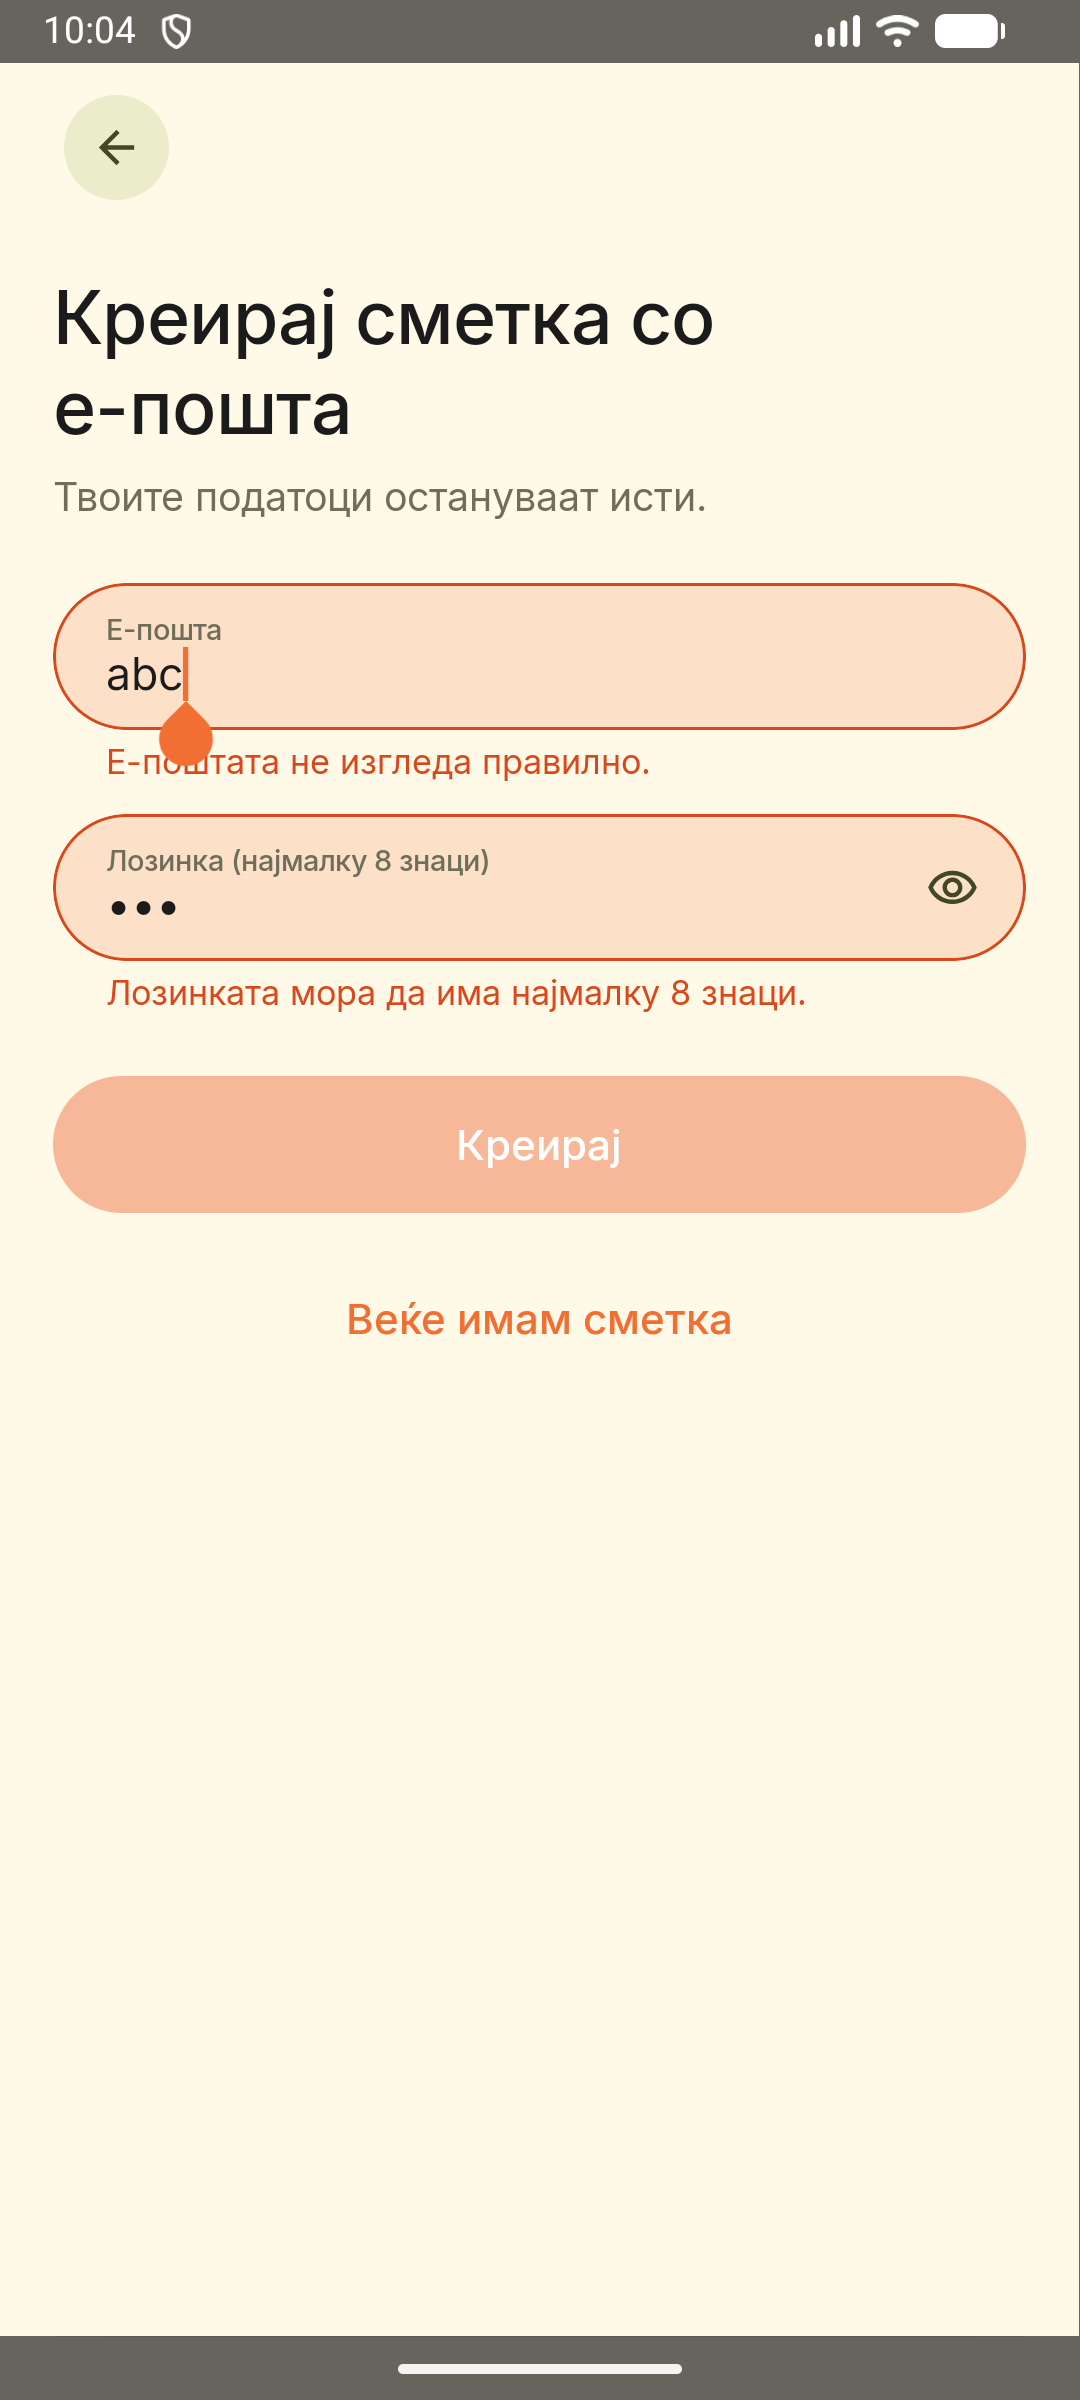 10:04
Креирај сметка со
е-пошта
Твоите податоци остануваат исти.
Е-пошта
abc
Е-поштата не изгледа правилно.
Лозинка (најмалку 8 знаци)
•••
Лозинката мора да има најмалку 8 знаци.
Креирај
Веќе имам сметка